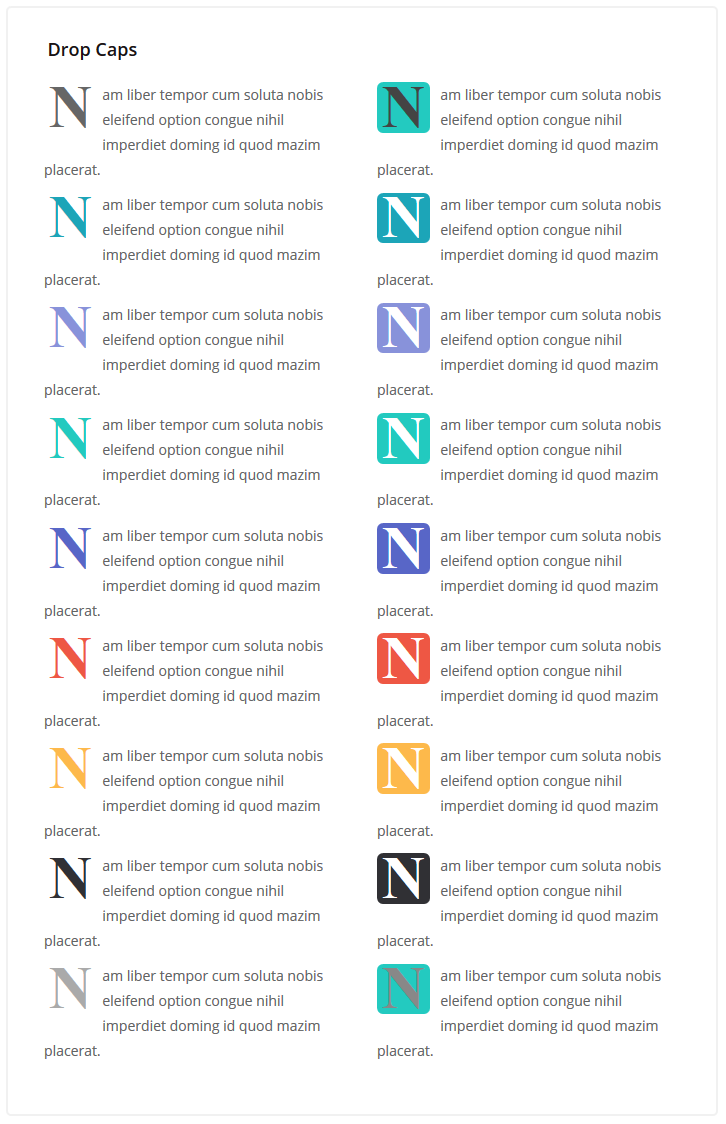 Drop Caps
Nam liber tempor cum soluta nobis
eleifend option congue nihil
imperdiet doming id quod mazim
placerat.
Nam liber tempor cum soluta nobis
eleifend option congue nihil
imperdiet doming id quod mazim
placerat.
Nam liber tempor cum soluta nobis
eleifend option congue nihil
imperdiet doming id quod mazim
placerat.
Nam liber tempor cum soluta nobis
eleifend option congue nihil
imperdiet doming id quod mazim
placerat.
Nam liber tempor cum soluta nobis
eleifend option congue nihil
imperdiet doming id quod mazim
placerat.
Nam liber tempor cum soluta nobis
eleifend option congue nihil
imperdiet doming id quod mazim
placerat.
Nam liber tempor cum soluta nobis
eleifend option congue nihil
imperdiet doming id quod mazim
placerat.
Nam liber tempor cum soluta nobis
eleifend option congue nihil
imperdiet doming id quod mazim
placerat.
Nam liber tempor cum soluta nobis
eleifend option congue nihil
imperdiet doming id quod mazim
placerat.
Nam liber tempor cum soluta nobis
eleifend option congue nihil
imperdiet doming id quod mazim
placerat.
Nam liber tempor cum soluta nobis
eleifend option congue nihil
imperdiet doming id quod mazim
placerat.
Nam liber tempor cum soluta nobis
eleifend option congue nihil
imperdiet doming id quod mazim
placerat.
Nam liber tempor cum soluta nobis
eleifend option congue nihil
imperdiet doming id quod mazim
placerat.
Nam liber tempor cum soluta nobis
eleifend option congue nihil
imperdiet doming id quod mazim
placerat.
Nam liber tempor cum soluta nobis
eleifend option congue nihil
imperdiet doming id quod mazim
placerat.
Nam liber tempor cum soluta nobis
eleifend option congue nihil
imperdiet doming id quod mazim
placerat.
Nam liber tempor cum soluta nobis
eleifend option congue nihil
imperdiet doming id quod mazim
placerat.
Nam liber tempor cum soluta nobis
eleifend option congue nihil
imperdiet doming id quod mazim
placerat.